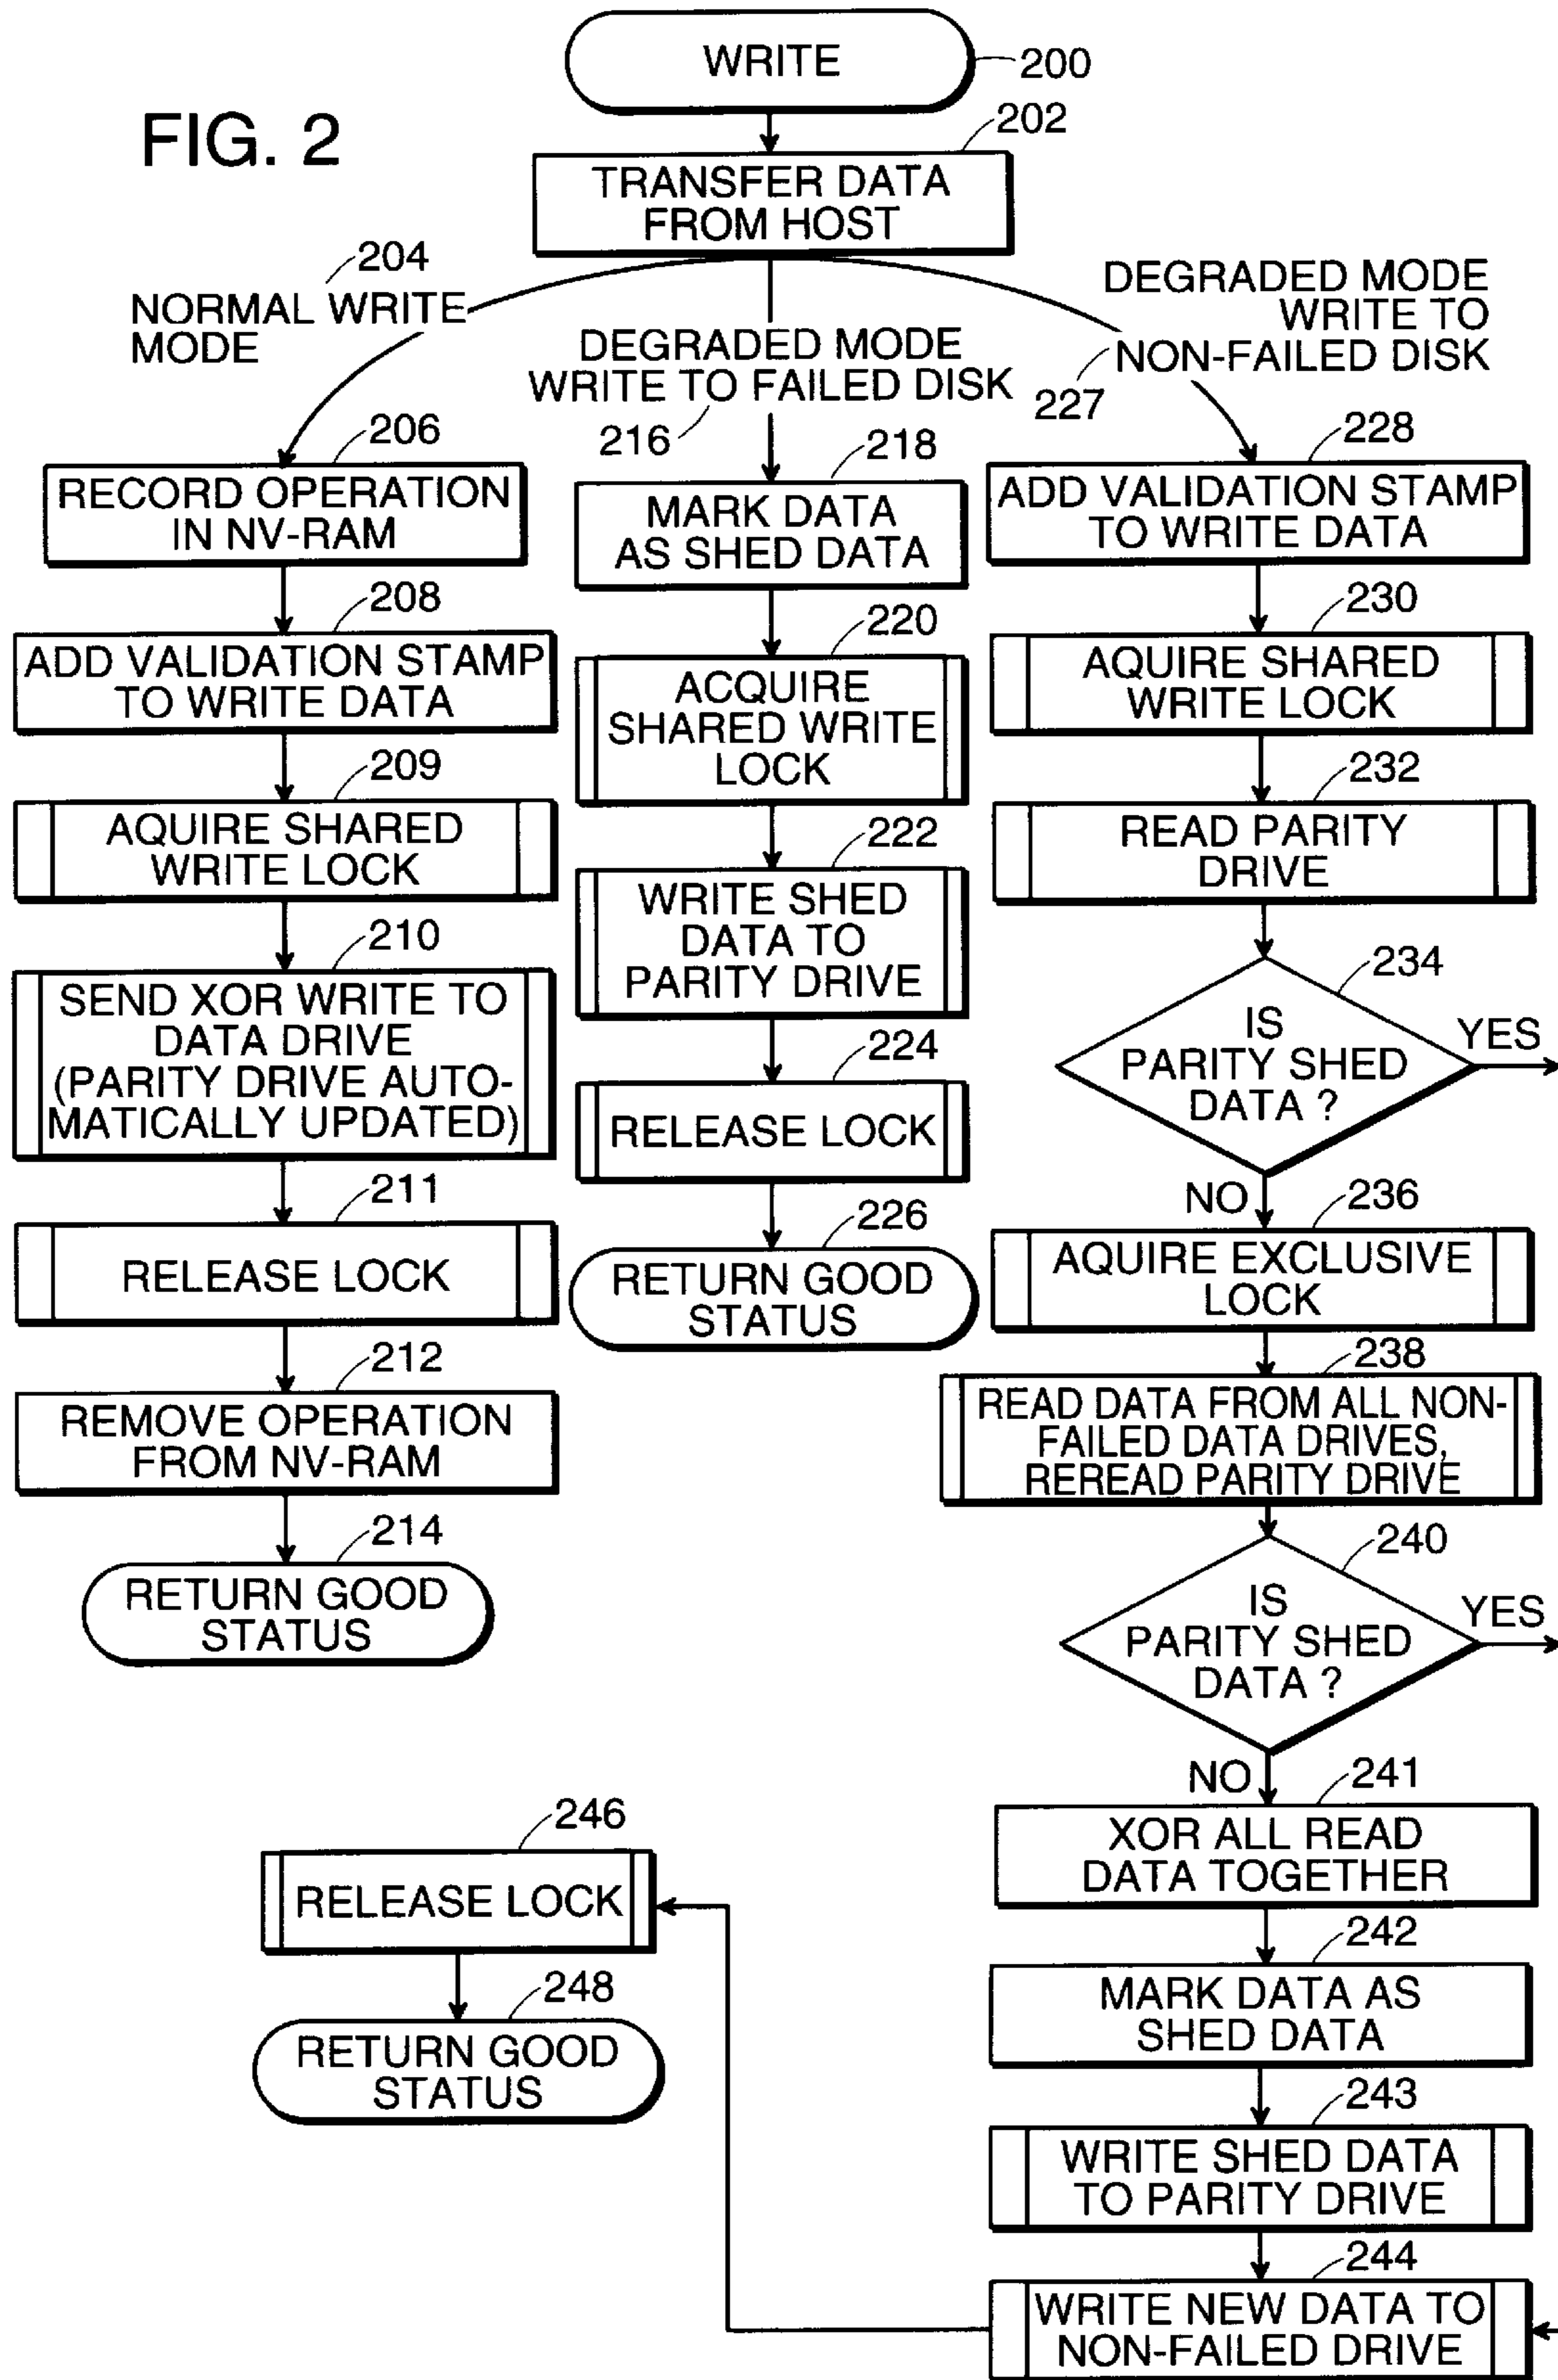 FIG. 2
WRITE
200
202
TRANSFER DATA
FROM HOST
204
NORMAL WRITE
MODE
206
RECORD OPERATION
IN NV-RAM
208
ADD VALIDATION STAMP
TO WRITE DATA
209
AQUIRE SHARED
WRITE LOCK
210
SEND XOR WRITE TO
DATA DRIVE
(PARITY DRIVE AUTO-
MATICALLY UPDATED)
211
RELEASE LOCK
212
REMOVE OPERATION
FROM NV-RAM
214
RETURN GOOD
STATUS
DEGRADED MODE
WRITE TO FAILED DISK
216
218
MARK DATA
AS SHED DATA
220
ACQUIRE
SHARED WRITE
LOCK
222
WRITE SHED
DATA TO
PARITY DRIVE
224
RELEASE LOCK
226
RETURN GOOD
STATUS
DEGRADED MODE
WRITE TO
NON-FAILED DISK
227
228
ADD VALIDATION STAMP
TO WRITE DATA
230
AQUIRE SHARED
WRITE LOCK
232
READ PARITY
DRIVE
234
IS
PARITY SHED
DATA ?
YES
NO
236
AQUIRE EXCLUSIVE
LOCK
238
READ DATA FROM ALL NON-
FAILED DATA DRIVES,
REREAD PARITY DRIVE
240
IS
PARITY SHED
DATA ?
YES
NO
241
XOR ALL READ
DATA TOGETHER
242
MARK DATA AS
SHED DATA
243
WRITE SHED DATA
TO PARITY DRIVE
244
WRITE NEW DATA TO
NON-FAILED DRIVE
246
RELEASE LOCK
248
RETURN GOOD
STATUS